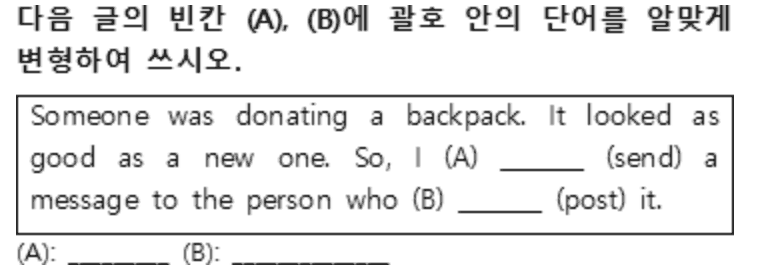 다음 글의 빈칸 (A), (B)에 괄호 안의 단어를 알맞게
변형하여 쓰시오.
Someone was donating a backpack. It looked as
good as a new one. So, I (A) ______ (send) a
message to the person who (B) ______ (post) it.
(A): _________ (B): ______________